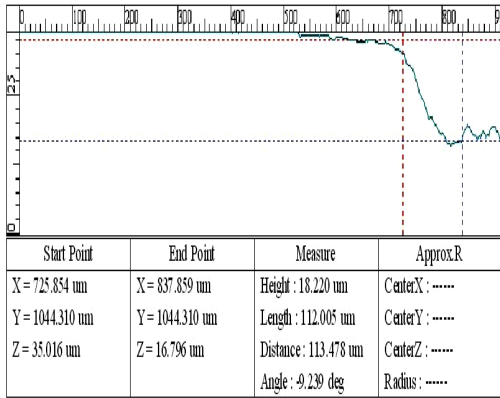 0 100 200 300 400 500 600 700 800
25
0
Start Point End Point Measure Approx.R
X = 725.854 um X = 837.859 um Height : 18.220 um CenterX : ------
Y = 1044.310 um Y = 1044.310 um Length : 112.005 um CenterY : ------
Z = 35.016 um Z = 16.796 um Distance : 113.478 um CenterZ : ------
Angle : -9.239 deg Radius : ------